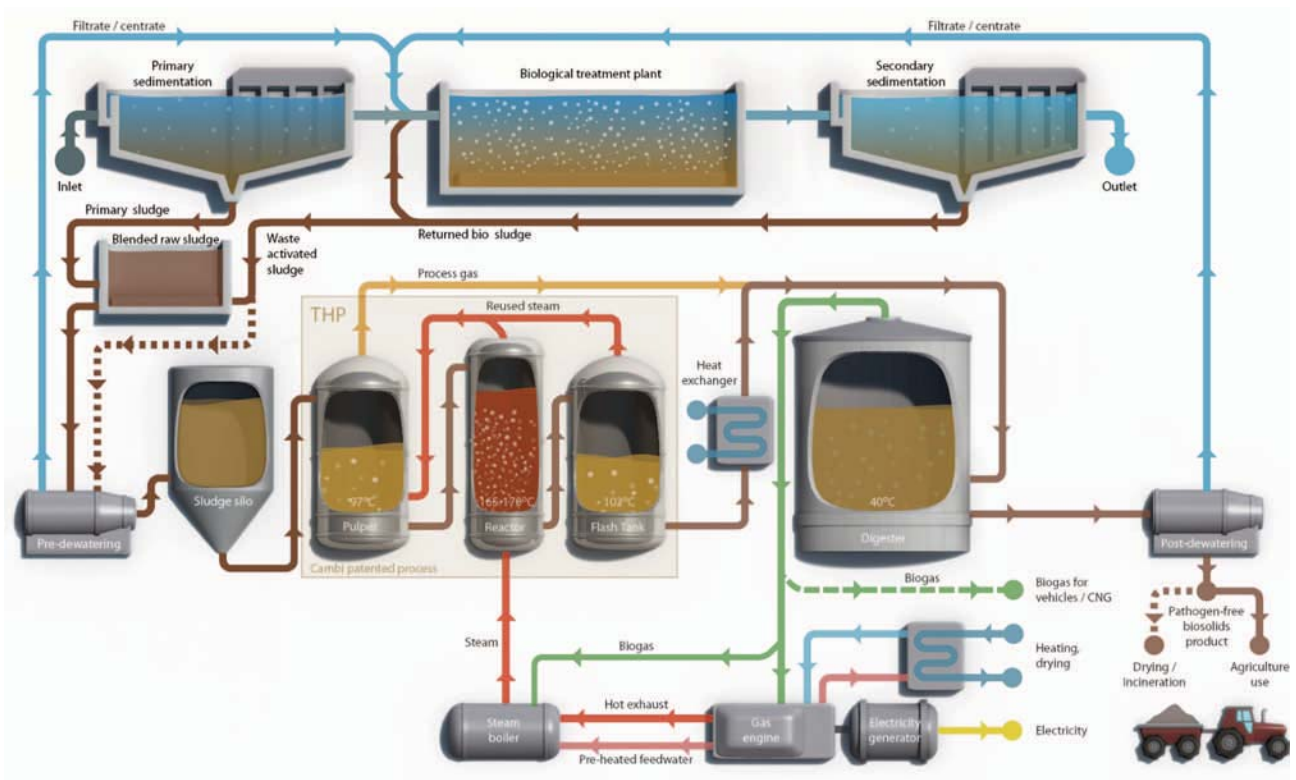 Filtrate / centrate
Filtrate / centrate
Primary
sedimentation
Biological treatment plant
Secondary
sedimentation
Inlet
Outlet
Primary sludge
Blended raw sludge
Waste
activated
sludge
Returned bio sludge
Process gas
THP
Reused steam
Heat
exchanger
Sludge silo
97°C
Pulper
165-170°C
Reactor
102°C
Flash Tank
40°C
Digester
Pre-dewatering
Post-dewatering
Cambi patented process
Biogas
Biogas for
vehicles / CNG
Pathogen-free
biosolids
product
Steam
Biogas
Heating,
drying
Drying /
incineration
Agriculture
use
Hot exhaust
Steam
boiler
Gas
engine
Electricity
generator
Electricity
Pre-heated feedwater